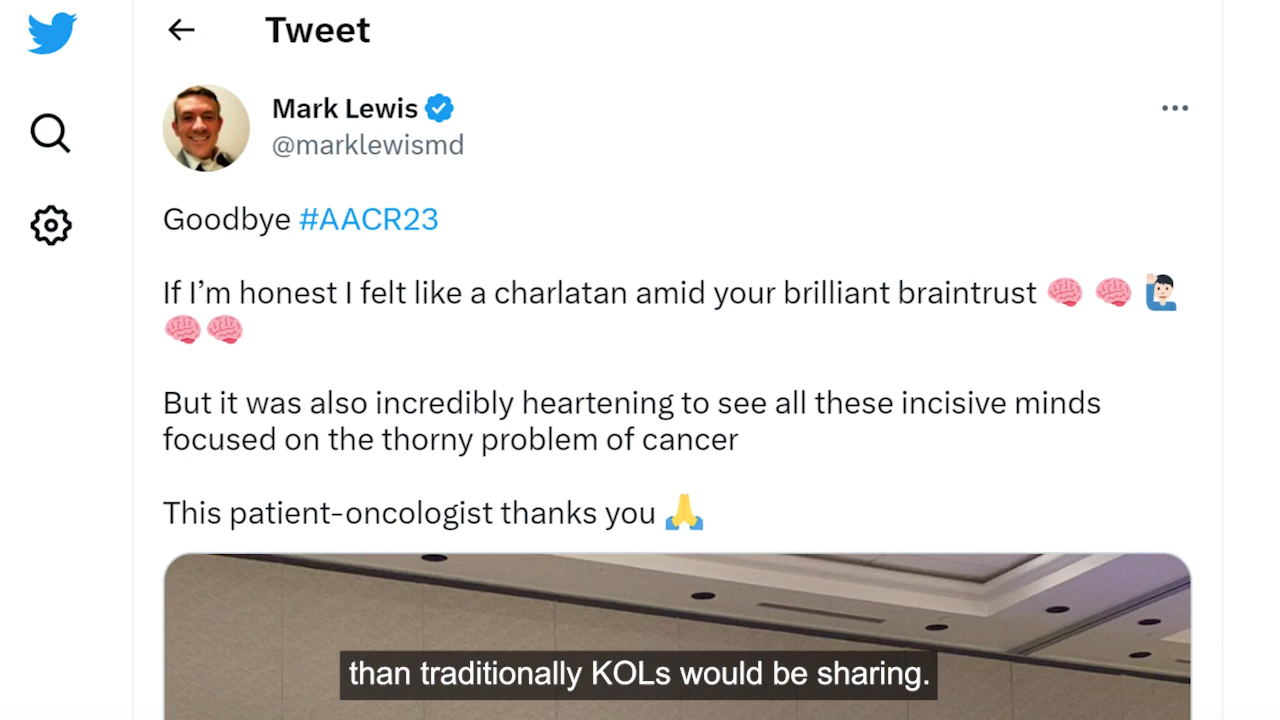 Tweet
Mark Lewis
@marklewismd
Goodbye #AACR23
If I’m honest I felt like a charlatan amid your brilliant braintrust 🧠 🧠 🙋🏻‍♂️
🧠 🧠
But it was also incredibly heartening to see all these incisive minds
focused on the thorny problem of cancer
This patient-oncologist thanks you 🙏
than traditionally KOLs would be sharing.